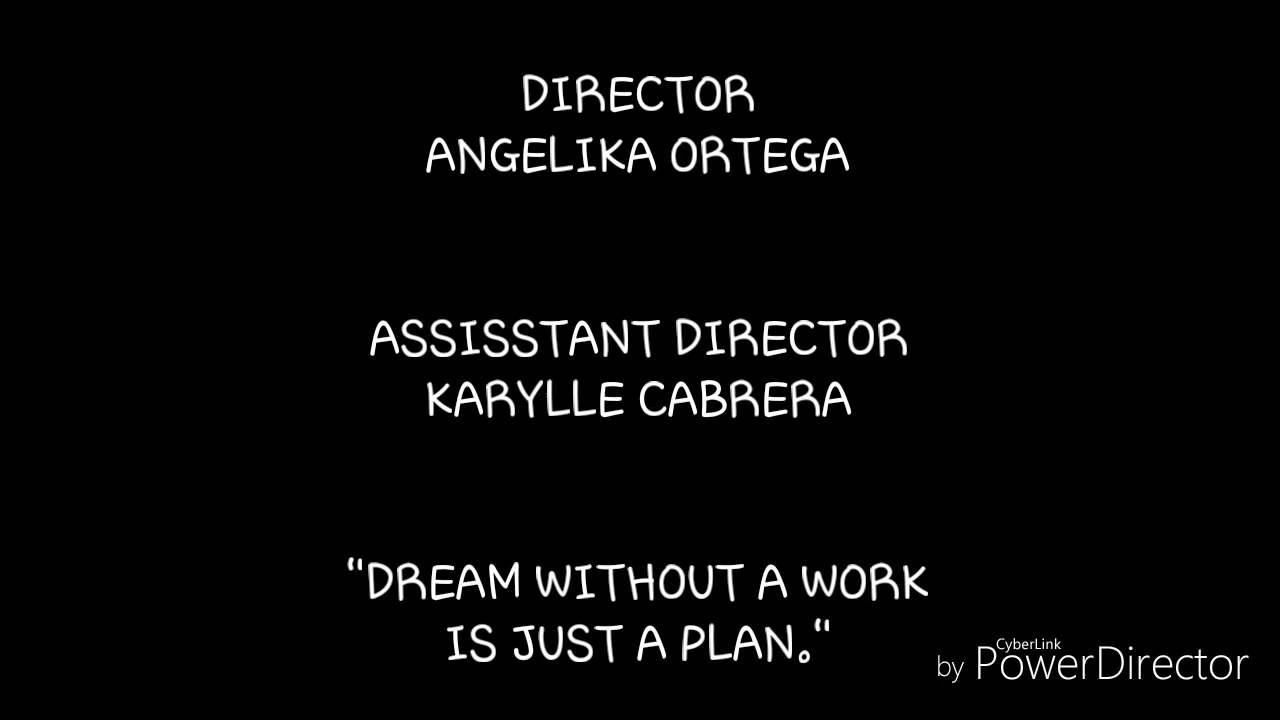 DIRECTOR
ANGELIKA ORTEGA
ASSISSTANT DIRECTOR
KARYLLE CABRERA
"DREAM WITHOUT A WORK
IS JUST A PLAN."
by CyberLink PowerDirector